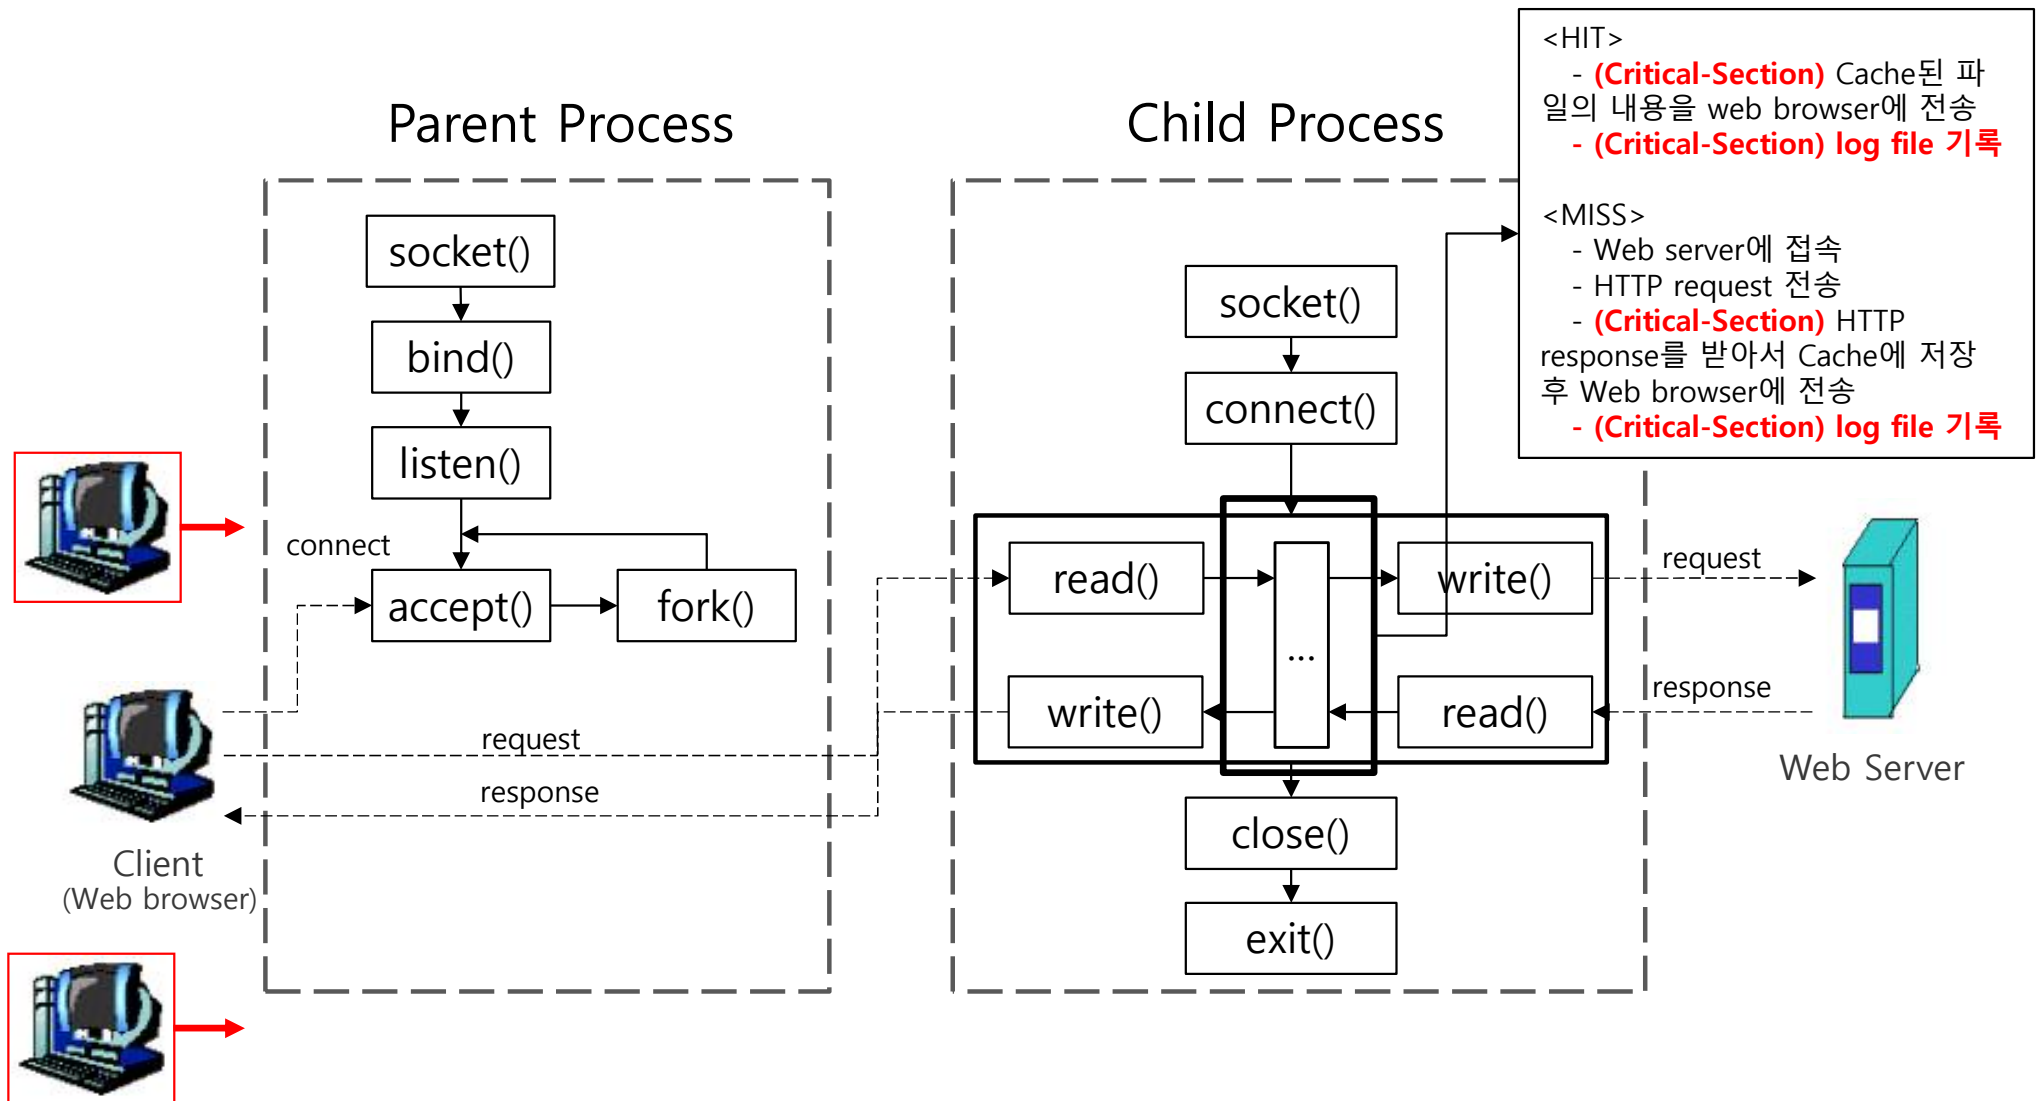 Parent Process
socket()
bind()
listen()
connect
accept()
fork()
request
response
Client
(Web browser)
Child Process
socket()
connect()
read()
...
write()
write()
read()
close()
exit()
<HIT>
- (Critical-Section) Cache된 파
일의 내용을 web browser에 전송
- (Critical-Section) log file 기록
<MISS>
- Web server에 접속
- HTTP request 전송
- (Critical-Section) HTTP
response를 받아서 Cache에 저장
후 Web browser에 전송
- (Critical-Section) log file 기록
request
response
Web Server